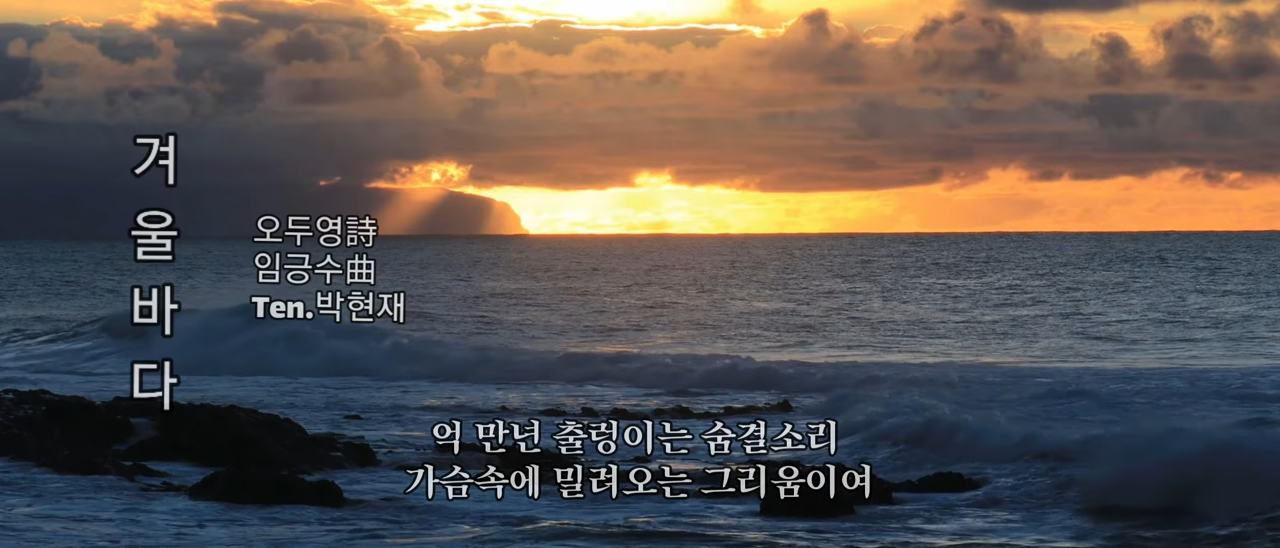 겨울바다
오두영詩
임긍수曲
Ten.박현재
억 만년 출렁이는 숨결소리
가슴속에 밀려오는 그리움이여